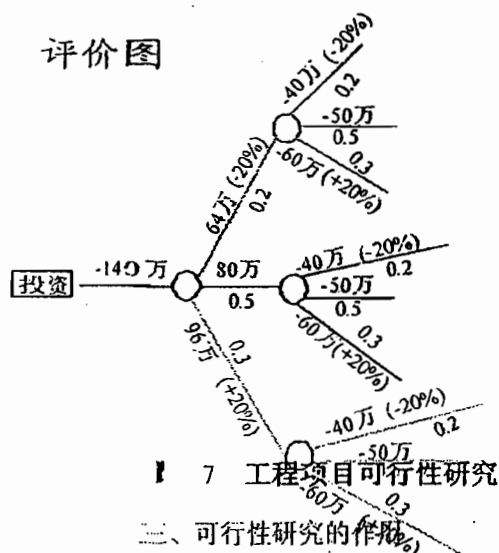 评价图
-40万 (-20%)
0.2
-50万
0.5
0.3
-60万 (+20%)
64万 (-20%)
0.2
-40万 (-20%)
0.2
-50万
0.5
0.3
-60万(+20%)
投资
万
80万
0.5
0.3
96万 (+20%)
-40万 (-20%)
0.2
-50万
7 工程项目可行性研究
-60万
0.3
三、可行性研究的作